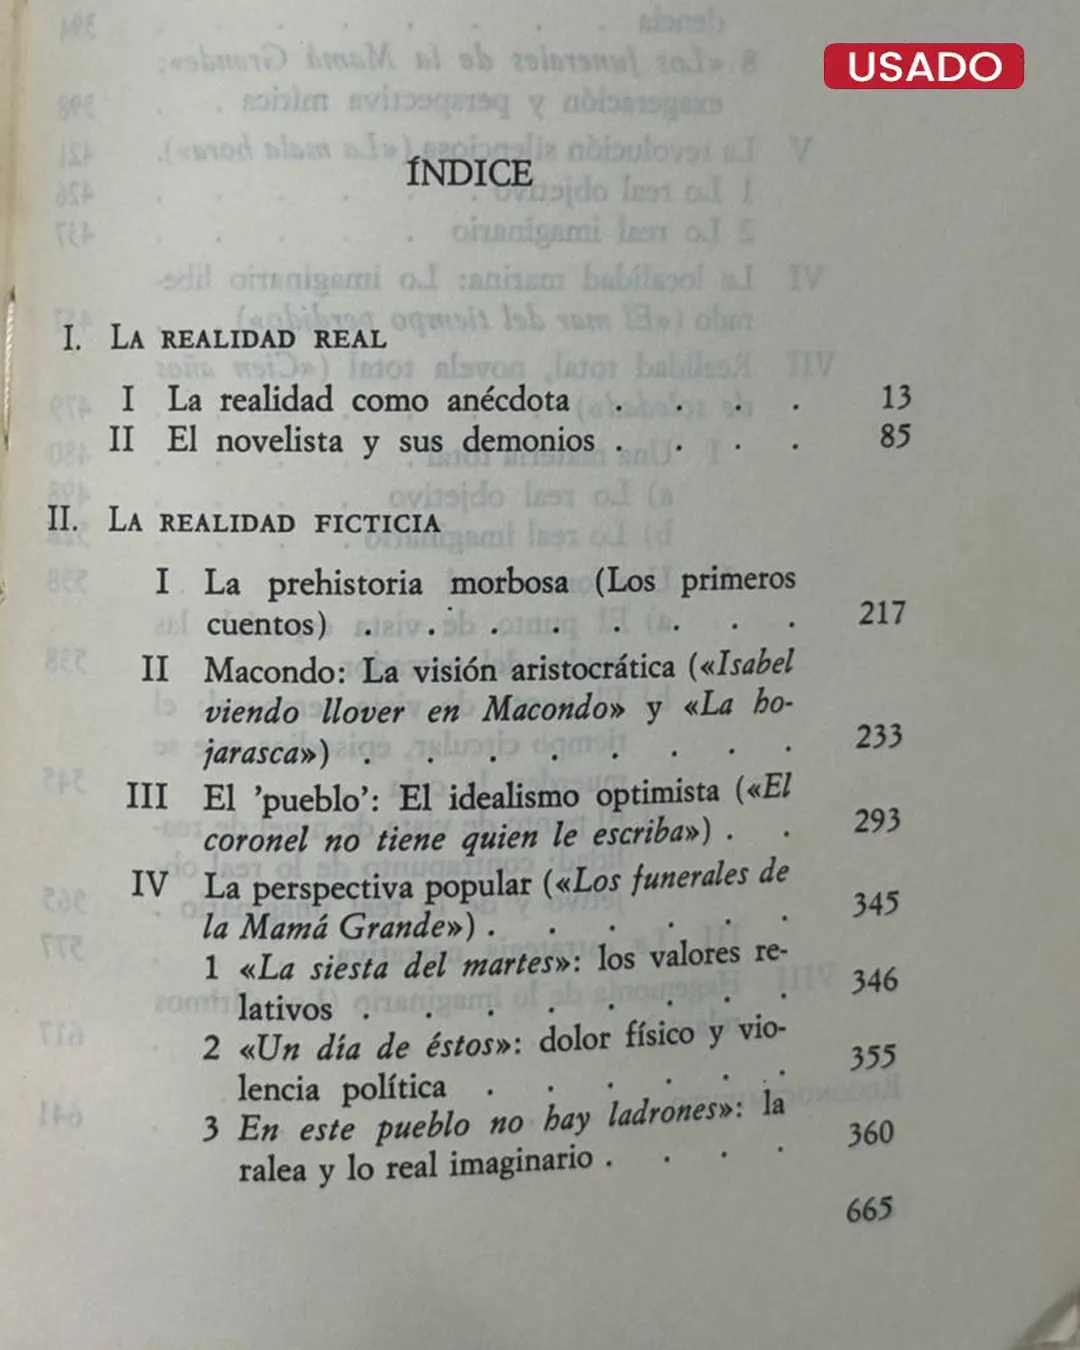 USADO
ÍNDICE
I. LA REALIDAD REAL
I La realidad como anécdota . . . . 13
II El novelista y sus demonios . . . . 85
II. LA REALIDAD FICTICIA
I La prehistoria morbosa (Los primeros
cuentos) . . . . . . . . 217
II Macondo: La visión aristocrática («Isabel
viendo llover en Macondo» y «La ho-
jarasca») . . . . . . . . 233
III El 'pueblo': El idealismo optimista («El
coronel no tiene quien le escriba») . . 293
IV La perspectiva popular («Los funerales de
la Mamá Grande») . . . . . . 345
1 «La siesta del martes»: los valores re-
lativos . . . . . . . . 346
2 «Un día de éstos»: dolor físico y vio-
lencia política . . . . . . 355
3 En este pueblo no hay ladrones»: la
ralea y lo real imaginario . . . . 360
665